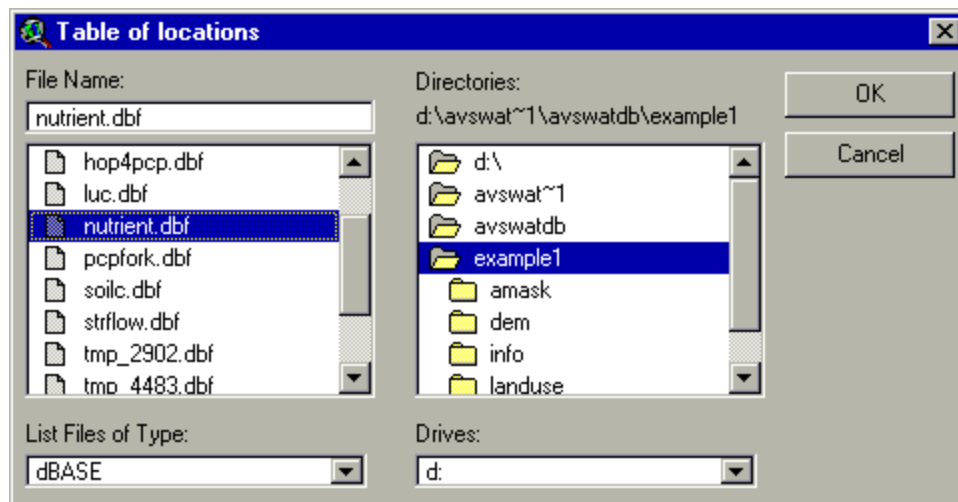 Table of locations
File Name:
nutrient.dbf
hop4pcp.dbf
luc.dbf
nutrient.dbf
pcpfork.dbf
soilc.dbf
strflow.dbf
tmp_2902.dbf
tmp_4483.dbf
List Files of Type:
dBASE
Directories:
d:\avswat~1\avswatdb\example1
d:\
avswat~1
avswatdb
example1
amask
dem
info
landuse
Drives:
d:
OK
Cancel